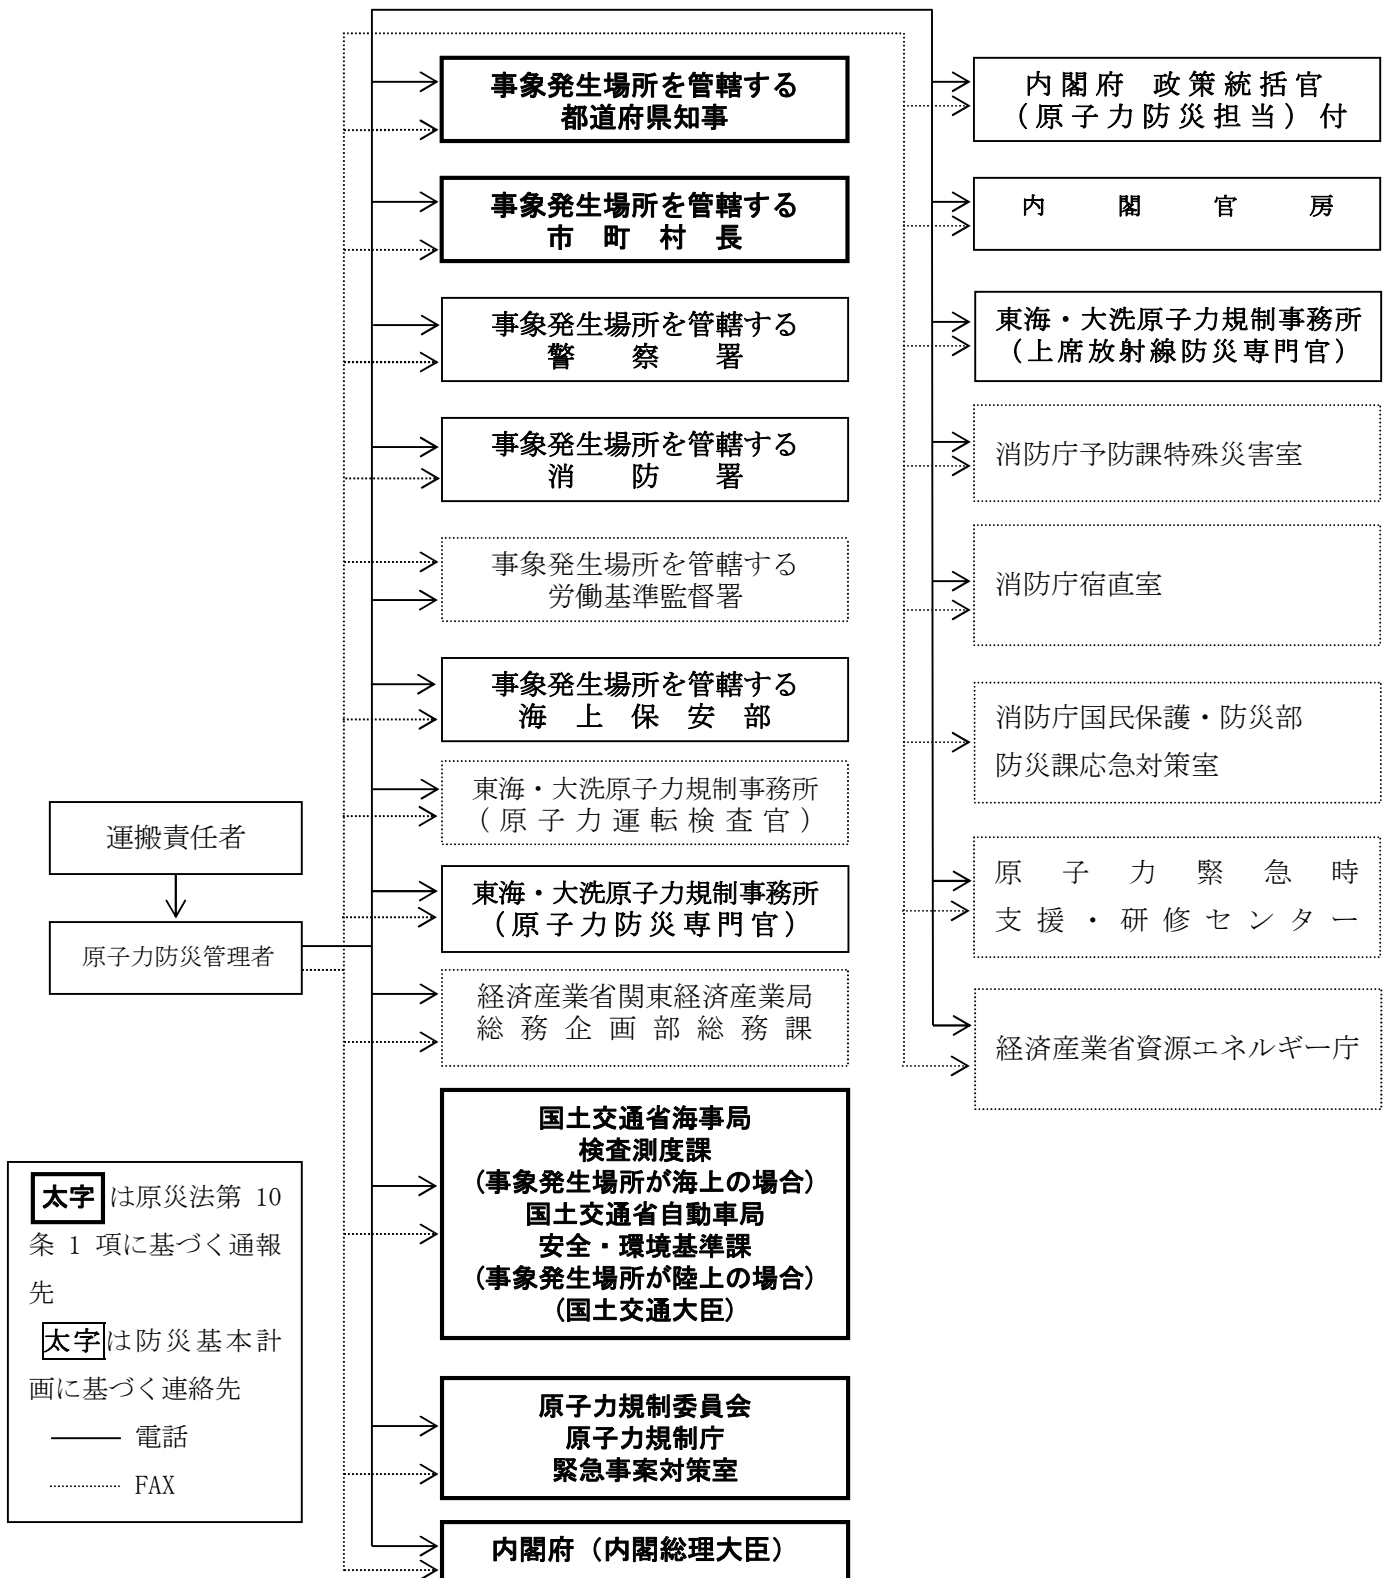 事象発生場所を管轄する
都道府県知事
事象発生場所を管轄する
市 町 村 長
事象発生場所を管轄する
警 察 署
事象発生場所を管轄する
消 防 署
事象発生場所を管轄する
労働基準監督署
事象発生場所を管轄する
海 上 保 安 部
東海・大洗原子力規制事務所
（原子力運転検査官）
東海・大洗原子力規制事務所
（原子力防災専門官）
経済産業省関東経済産業局
総務企画部総務課
国土交通省海事局
検査測度課
(事象発生場所が海上の場合)
国土交通省自動車局
安全・環境基準課
(事象発生場所が陸上の場合)
(国土交通大臣)
原子力規制委員会
原子力規制庁
緊急事案対策室
内閣府（内閣総理大臣）
内閣府 政策統括官
（原子力防災担当）付
内 閣 官 房
東海・大洗原子力規制事務所
（上席放射線防災専門官）
消防庁予防課特殊災害室
消防庁宿直室
消防庁国民保護・防災部
防災課応急対策室
原子力緊急時
支援・研修センター
経済産業省資源エネルギー庁
運搬責任者
原子力防災管理者
太字は原災法第 10
条 1 項に基づく通報
先
太字は防災基本計
画に基づく連絡先
電話
FAX